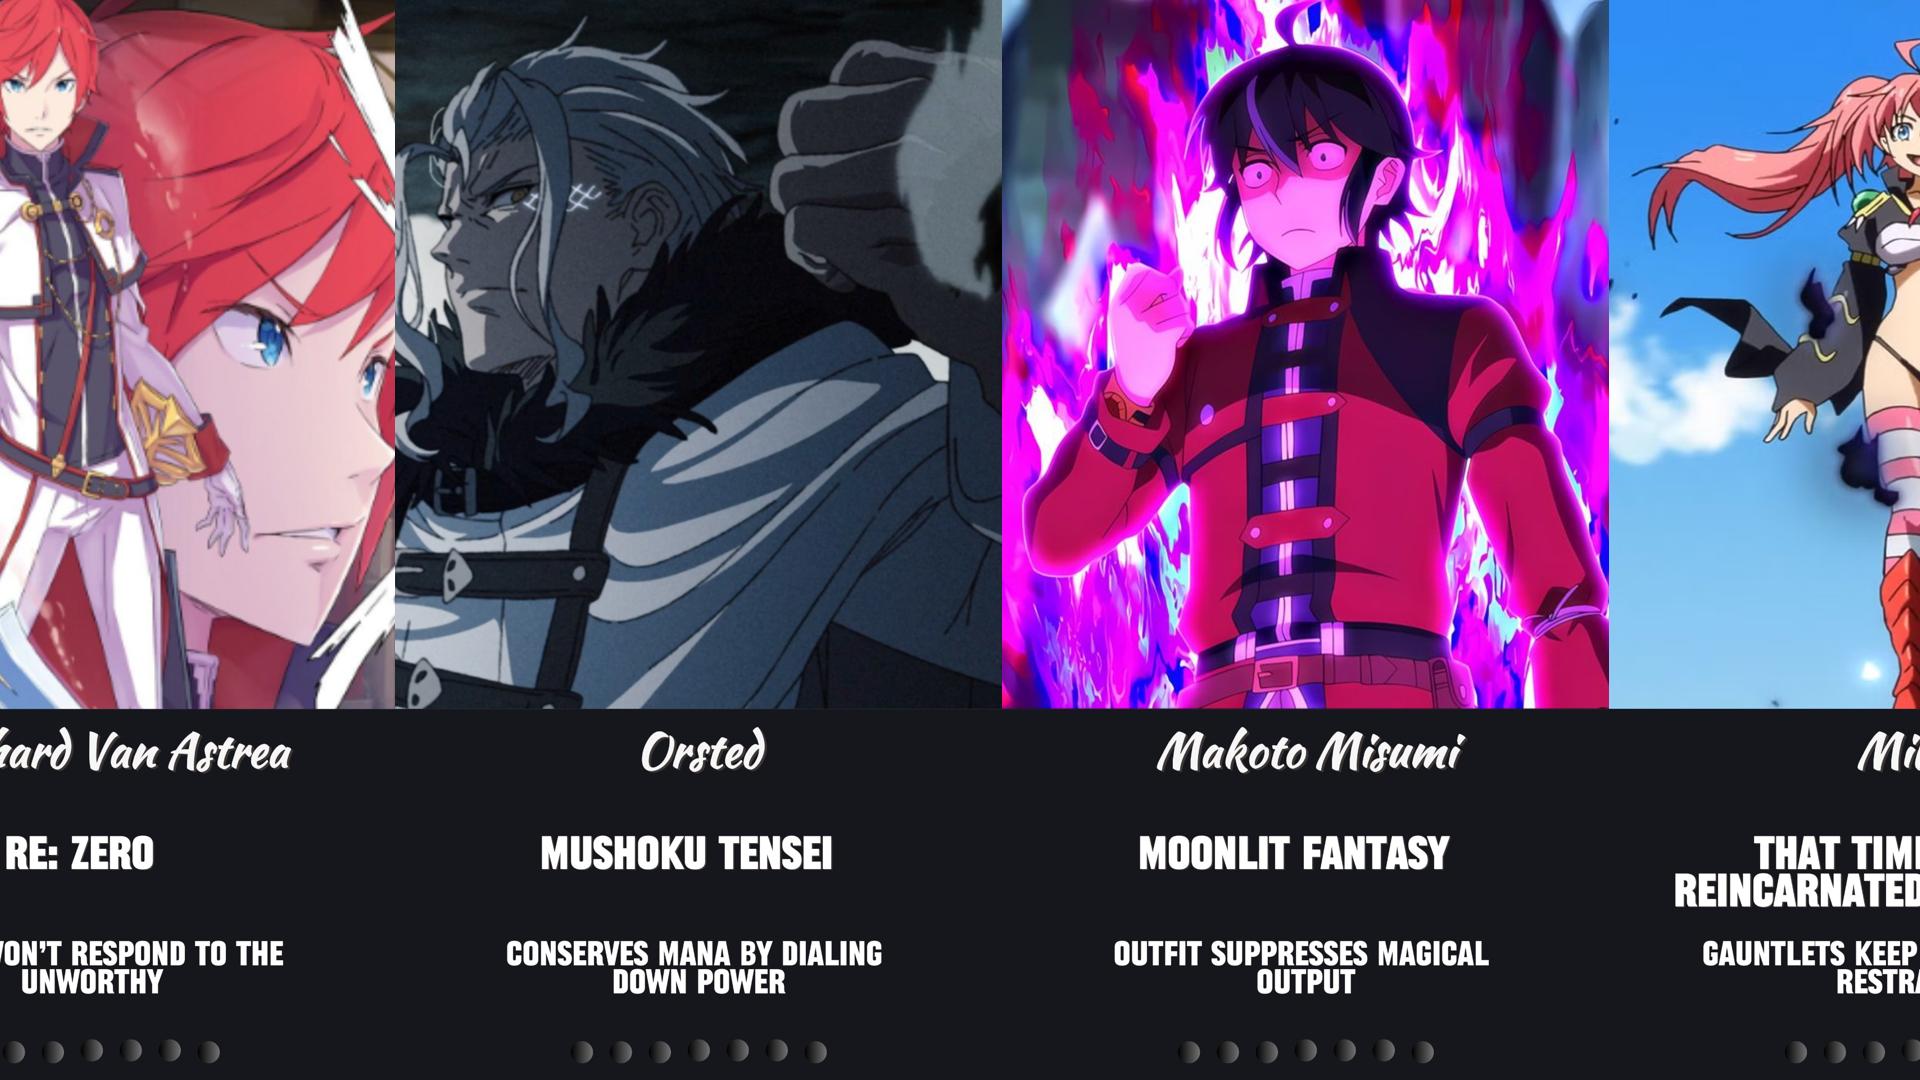 hard Van Astrea
RE: ZERO
WON'T RESPOND TO THE
UNWORTHY
Orsted
MUSHOKU TENSEI
CONSERVES MANA BY DIALING
DOWN POWER
Makoto Misumi
MOONLIT FANTASY
OUTFIT SUPPRESSES MAGICAL
OUTPUT
Mi
THAT TIM
REINCARNATED
GAUNTLETS KEEP
RESTRA